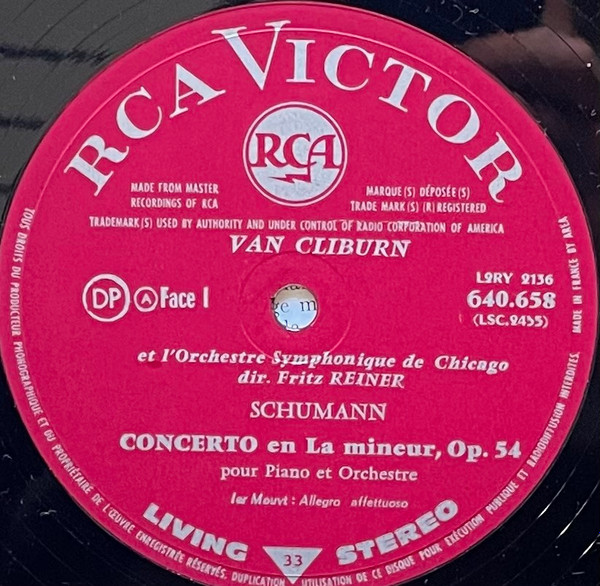 RCA VICTOR
RCA
MADE FROM MASTER
RECORDINGS OF RCA
MARQUE(S) DÉPOSÉE(S)
TRADE MARK(S) (R) REGISTERED
TRADEMARK(S) USED BY AUTHORITY AND UNDER CONTROL OF RADIO CORPORATION OF AMERICA
VAN CLIBURN
DP A Face 1
L2RY 2136
640.658
(LSC.2455)
et l'Orchestre Symphonique de Chicago
dir. Fritz REINER
SCHUMANN
CONCERTO en La mineur, Op. 54
pour Piano et Orchestre
1er Mouvt : Allegro affettuoso
LIVING STEREO
33
TOUS DROITS DU PRODUCTEUR PHONOGRAPHIQUE ET DU PROPRIÉTAIRE DE L'ŒUVRE ENREGISTRÉE RÉSERVÉS. DUPLICATION UTILISATION DE CE DISQUE POUR EXÉCUTION PUBLIQUE ET RADIODIFFUSION INTERDITES. MADE IN FRANCE BY AREA